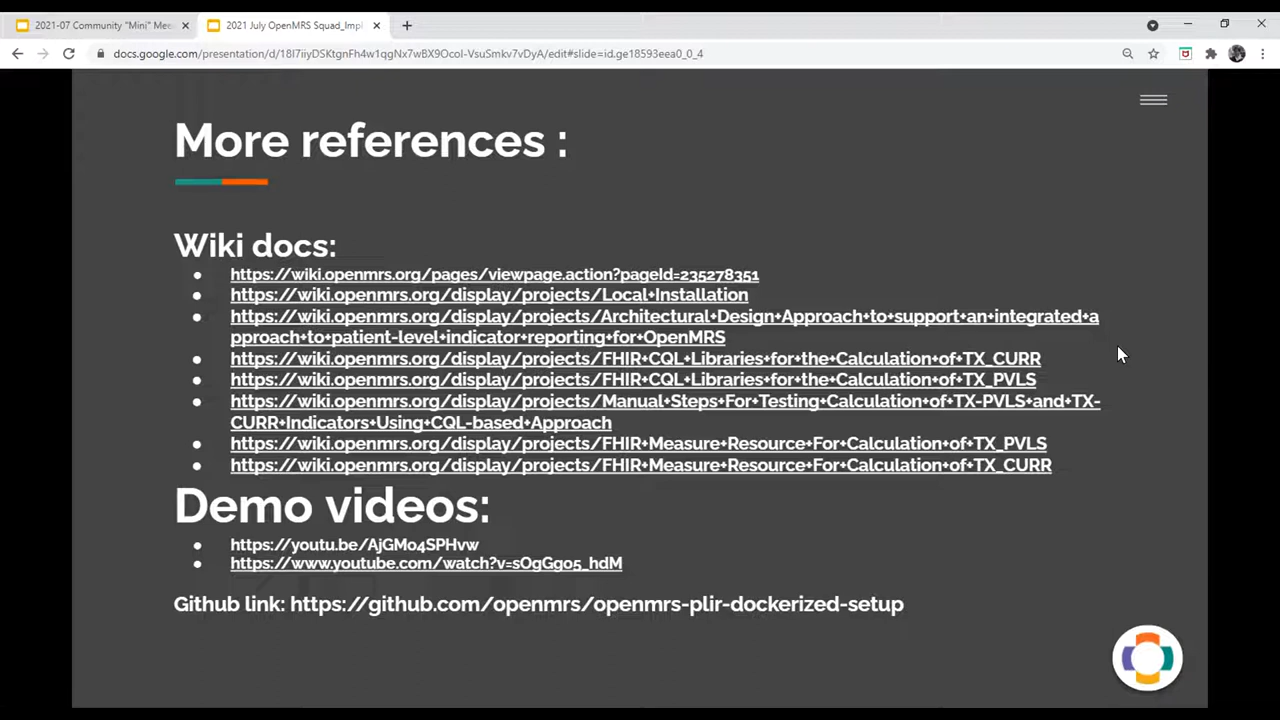 2021-07 Community "Mini" Mee
2021 July OpenMRS Squad_Impl
docs.google.com/presentation/d/18I7iiyDSKtgnFh4w1qgNx7wBX9OcoI-VsuSmkv7vDyA/edit#slide=id.ge18593eea0_0_4
More references :
Wiki docs:
● https://wiki.openmrs.org/pages/viewpage.action?pageId=235278351
● https://wiki.openmrs.org/display/projects/Local+Installation
● https://wiki.openmrs.org/display/projects/Architectural+Design+Approach+to+support+an+integrated+a
pproach+to+patient-level+indicator+reporting+for+OpenMRS
● https://wiki.openmrs.org/display/projects/FHIR+CQL+Libraries+for+the+Calculation+of+TX_CURR
● https://wiki.openmrs.org/display/projects/FHIR+CQL+Libraries+for+the+Calculation+of+TX_PVLS
● https://wiki.openmrs.org/display/projects/Manual+Steps+For+Testing+Calculation+of+TX-PVLS+and+TX-
CURR+Indicators+Using+CQL-based+Approach
● https://wiki.openmrs.org/display/projects/FHIR+Measure+Resource+For+Calculation+of+TX_PVLS
● https://wiki.openmrs.org/display/projects/FHIR+Measure+Resource+For+Calculation+of+TX_CURR
Demo videos:
● https://youtu.be/AjGMo4SPHvw
● https://www.youtube.com/watch?v=sOgGgo5_hdM
Github link: https://github.com/openmrs/openmrs-plir-dockerized-setup